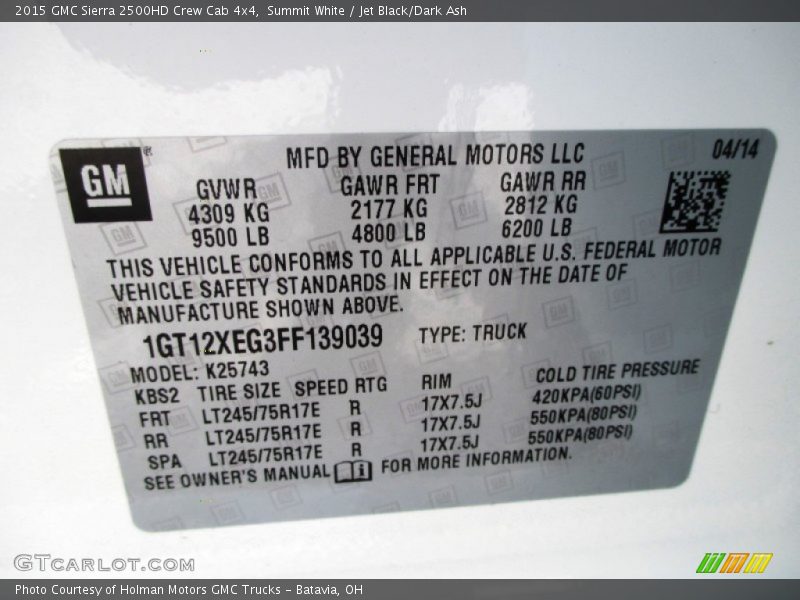 2015 GMC Sierra 2500HD Crew Cab 4x4,  Summit White / Jet Black/Dark Ash
GM®
MFD BY GENERAL MOTORS LLC 04/14
GVWR GAWR FRT GAWR RR
4309 KG 2177 KG 2812 KG
9500 LB 4800 LB 6200 LB
THIS VEHICLE CONFORMS TO ALL APPLICABLE U.S. FEDERAL MOTOR
VEHICLE SAFETY STANDARDS IN EFFECT ON THE DATE OF
MANUFACTURE SHOWN ABOVE.
1GT12XEG3FF139039 TYPE: TRUCK
MODEL: K25743
KBS2 TIRE SIZE SPEED RTG RIM COLD TIRE PRESSURE
FRT LT245/75R17E R 17X7.5J 420KPA(60PSI)
RR LT245/75R17E R 17X7.5J 550KPA(80PSI)
SPA LT245/75R17E R 17X7.5J 550KPA(80PSI)
SEE OWNER'S MANUAL FOR MORE INFORMATION.
GTCARLOT.COM
Photo Courtesy of Holman Motors GMC Trucks - Batavia, OH